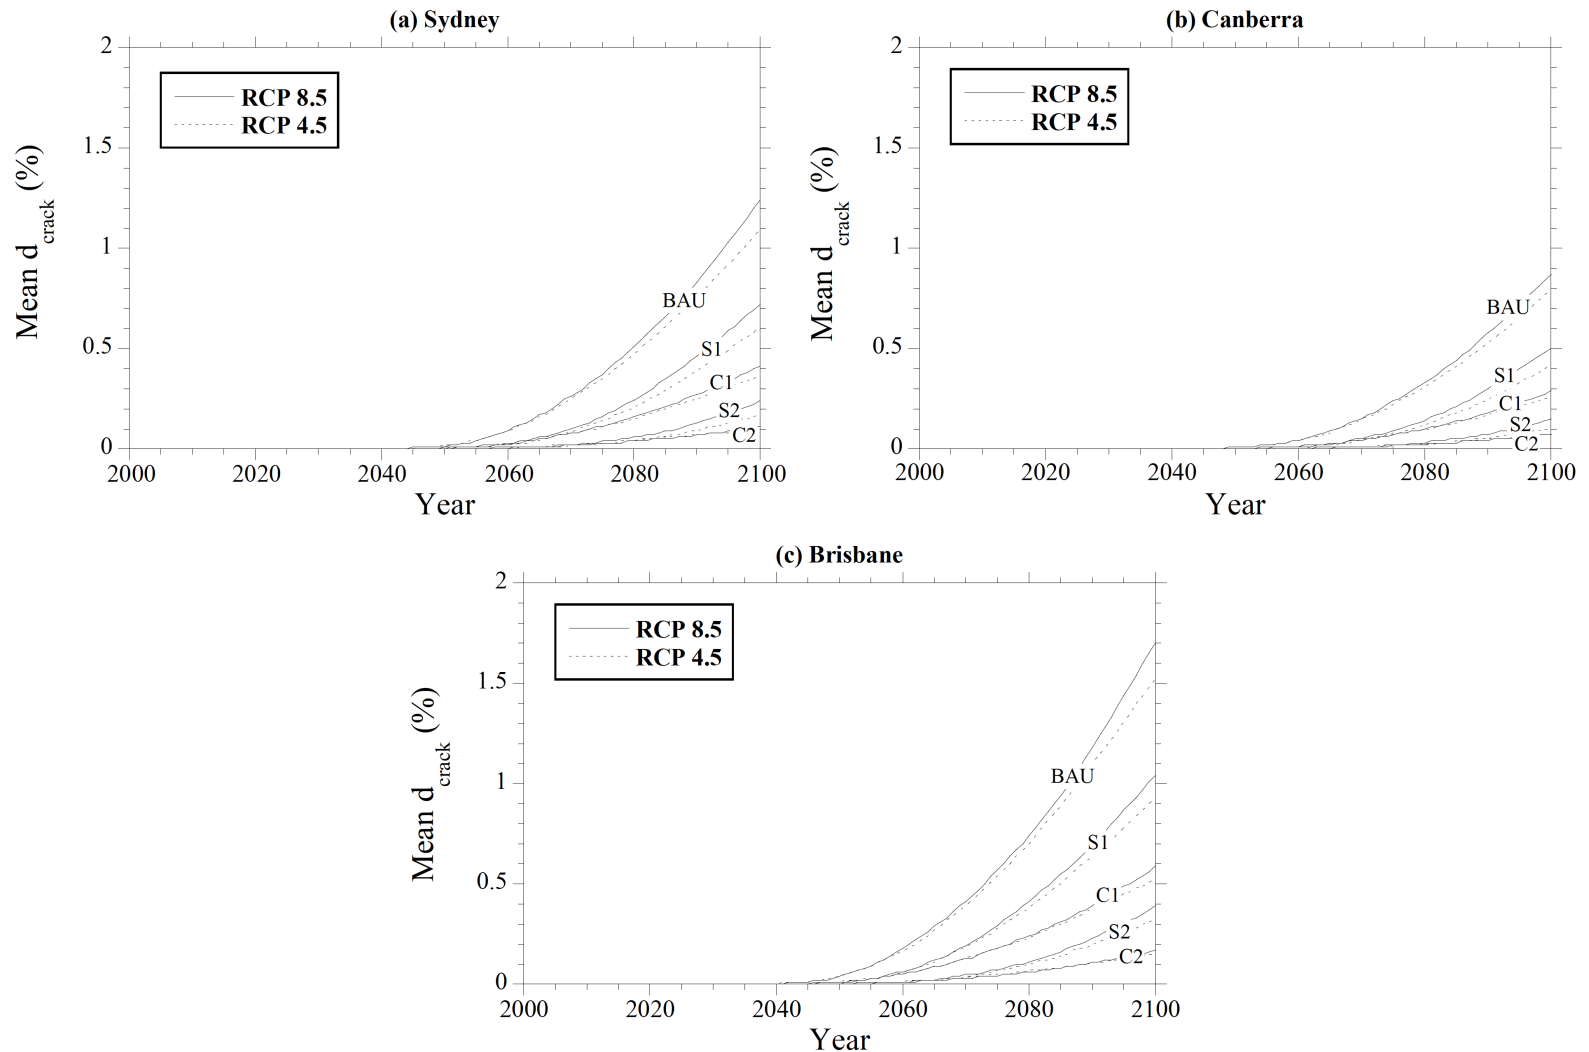 (a) Sydney
2
1.5
1
0.5
0
Mean d crack (%)
RCP 8.5
RCP 4.5
BAU
S1
C1
S2
C2
2000 2020 2040 2060 2080 2100
Year
(b) Canberra
2
1.5
1
0.5
0
Mean d crack (%)
RCP 8.5
RCP 4.5
BAU
S1
C1
S2
C2
2000 2020 2040 2060 2080 2100
Year
(c) Brisbane
2
1.5
1
0.5
0
Mean d crack (%)
RCP 8.5
RCP 4.5
BAU
S1
C1
S2
C2
2000 2020 2040 2060 2080 2100
Year